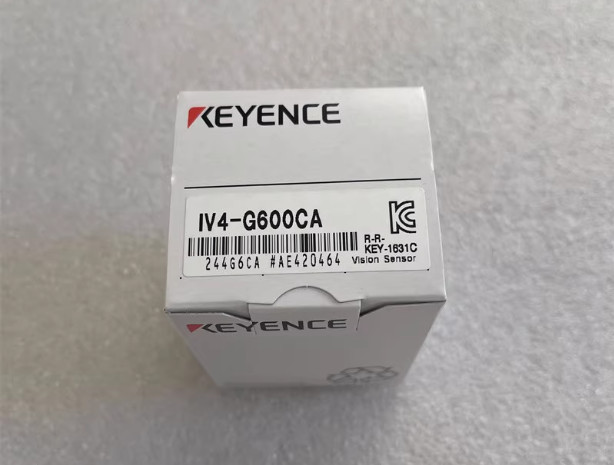 KEYENCE
IV4-G600CA
R-R-
KEY-1631C
244G6CA #AE420464
Vision Sensor
KEYENCE